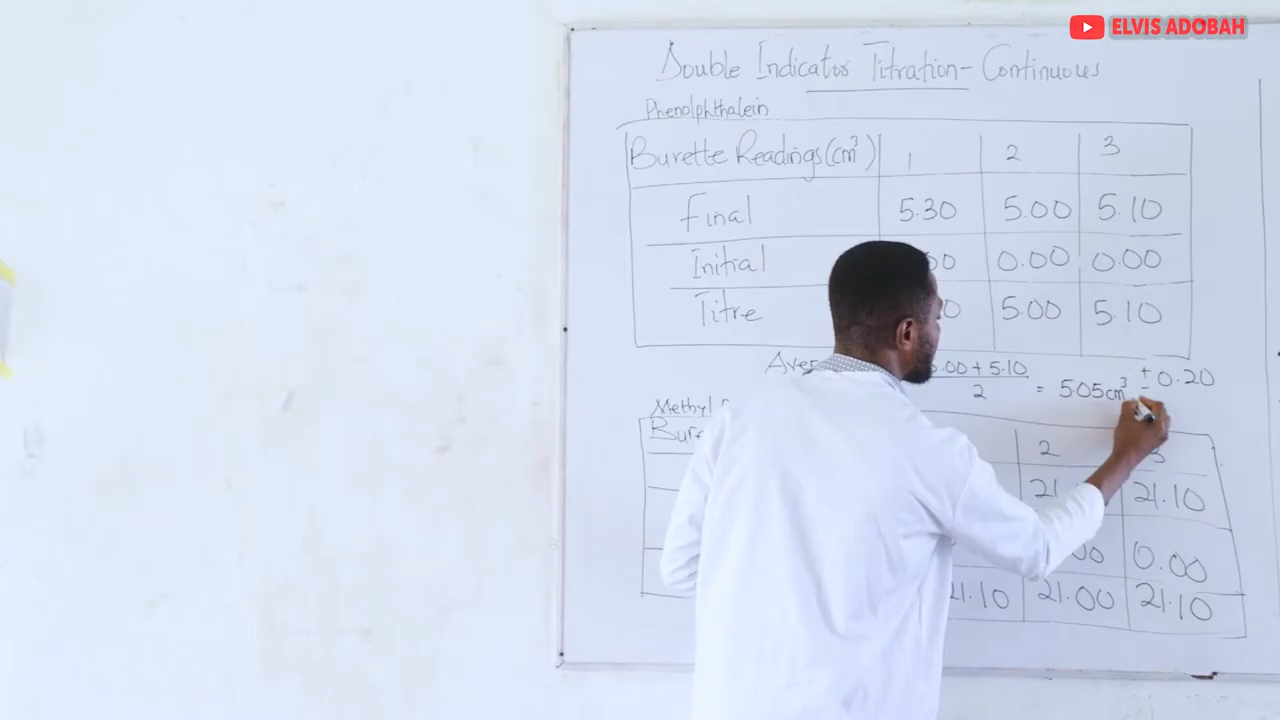 ELVIS ADOBAH
Double Indicator Titration - Continuous
Phenolphthalein
Burette Readings (cm³) 1 2 3
Final 5.30 5.00 5.10
Initial 0.00 0.00
Titre 5.00 5.10
5.00 + 5.10 / 2 = 5.05cm³ ± 0.20
Methyl
2
21.10
0.00
21.10 21.00 21.10